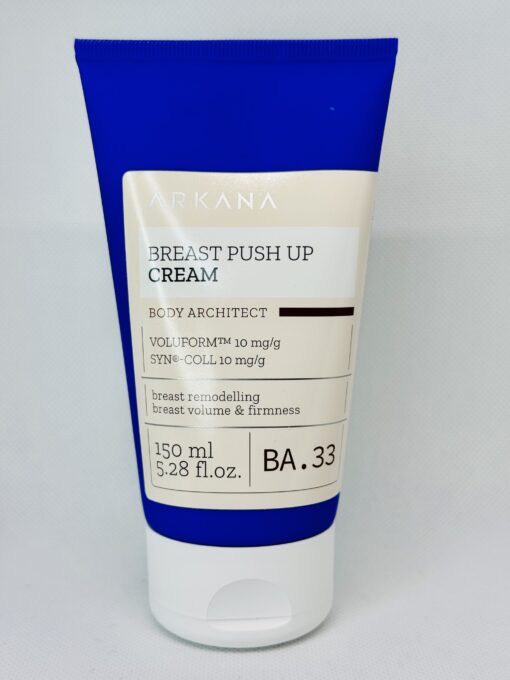 ARKANA
BREAST PUSH UP
CREAM
BODY ARCHITECT
VOLUFORM™ 10 mg/g
SYN®-COLL 10 mg/g
breast remodelling
breast volume & firmness
150 ml
5.28 fl.oz.
BA.33